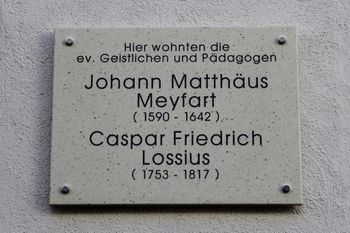 Hier wohnten die
ev. Geistlichen und Pädagogen
Johann Matthäus
Meyfart
( 1590 - 1642 )
Caspar Friedrich
Lossius
( 1753 - 1817 )